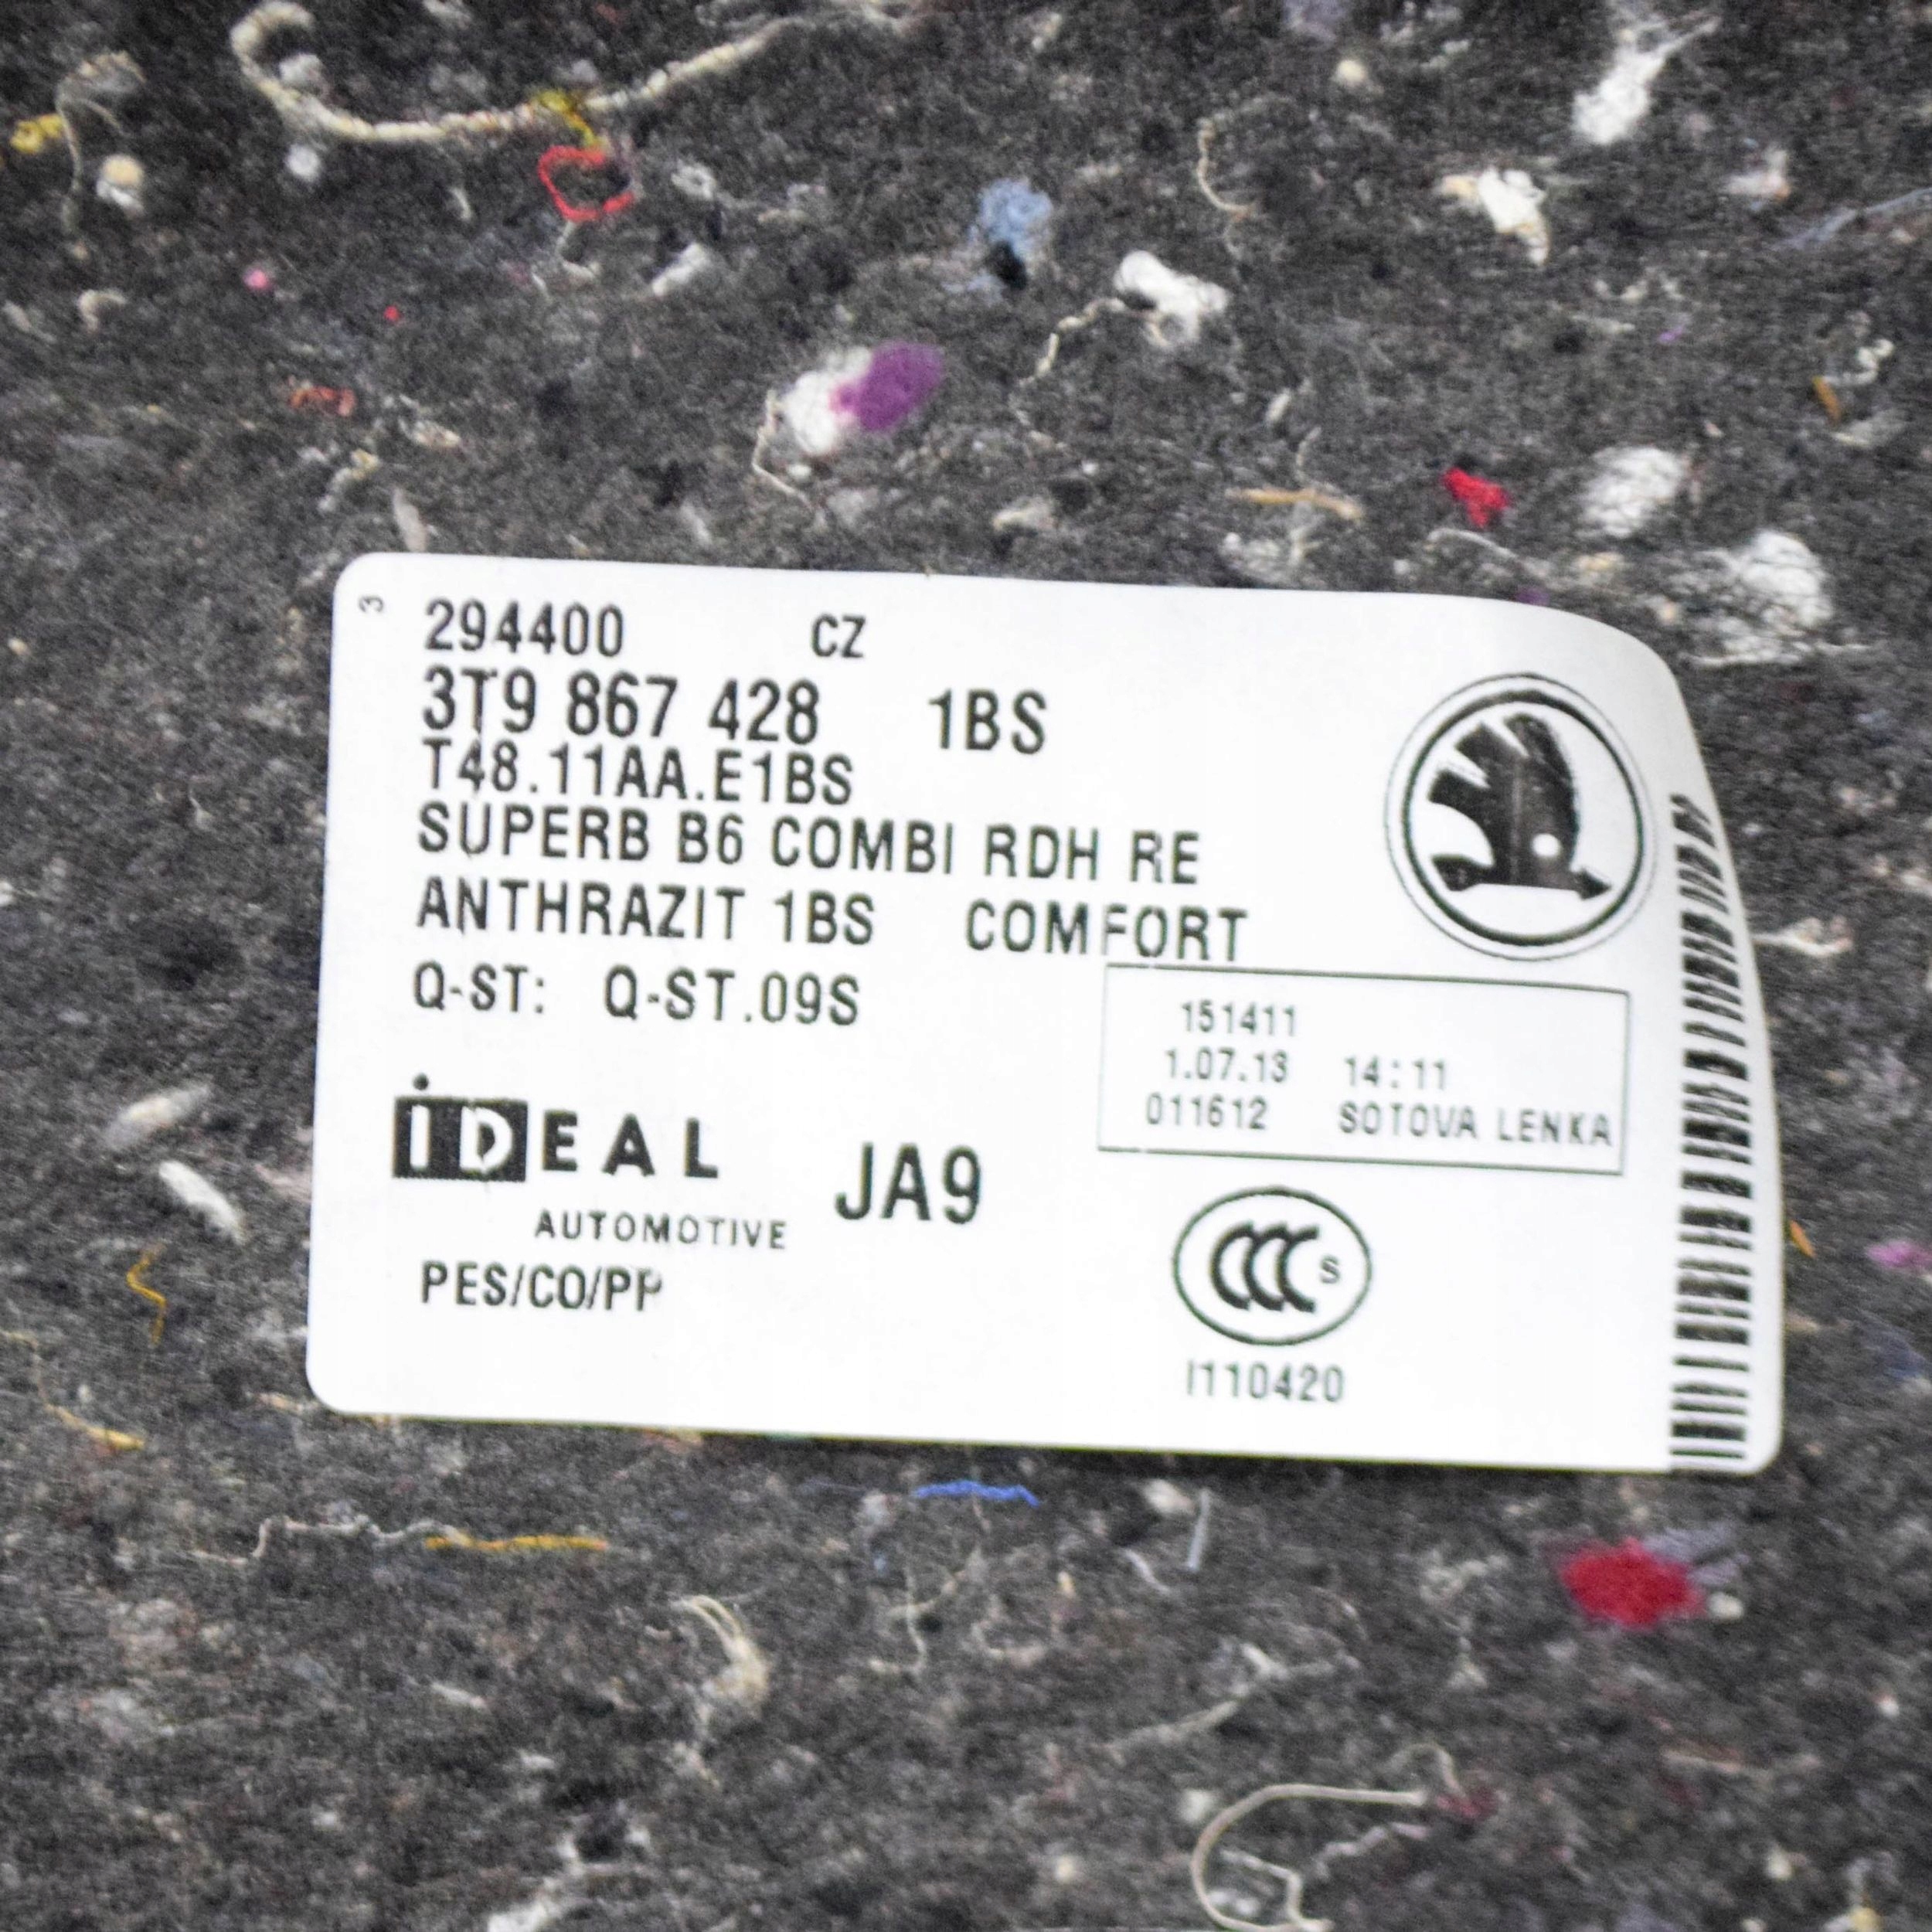 3
294400 CZ
3T9 867 428 1BS
T48.11AA.E1BS
SUPERB B6 COMBI RDH RE
ANTHRAZIT 1BS COMFORT
Q-ST: Q-ST.09S
151411
1.07.13 14:11
011612 SOTOVA LENKA
iDEAL
AUTOMOTIVE
JA9
PES/CO/PP
CCC S
I110420